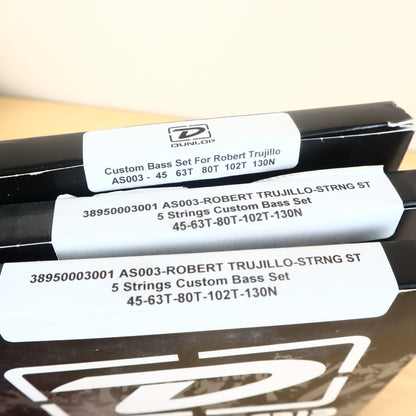 DUNLOP
Custom Bass Set For Robert Trujillo
AS003 - 45 63T 80T 102T 130N
38950003001 AS003-ROBERT TRUJILLO-STRNG ST
5 Strings Custom Bass Set
45-63T-80T-102T-130N
38950003001 AS003-ROBERT TRUJILLO-STRNG ST
5 Strings Custom Bass Set
45-63T-80T-102T-130N